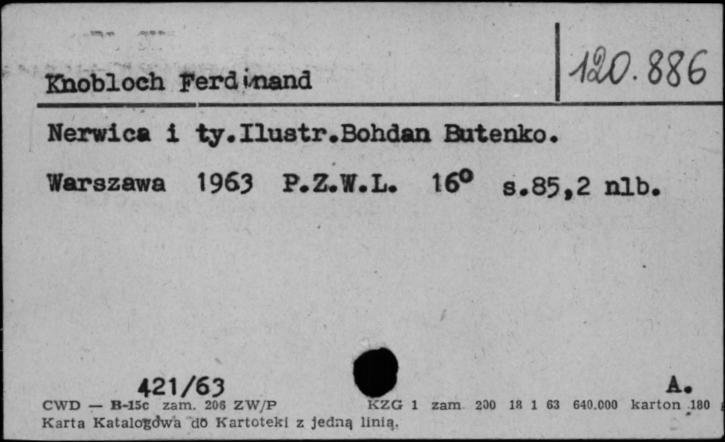 Knobloch Ferdinand
120.886
Nerwica i ty.Ilustr.Bohdan Butenko.
Warszawa 1963 P.Z.W.L. 16° s.85,2 nlb.
421/63
A.
CWD — B-15c zam. 206 ZW/P KZG 1 zam. 200 18 1 63 640.000 karton 180
Karta Katalogowa do Kartoteki z jedną linią.